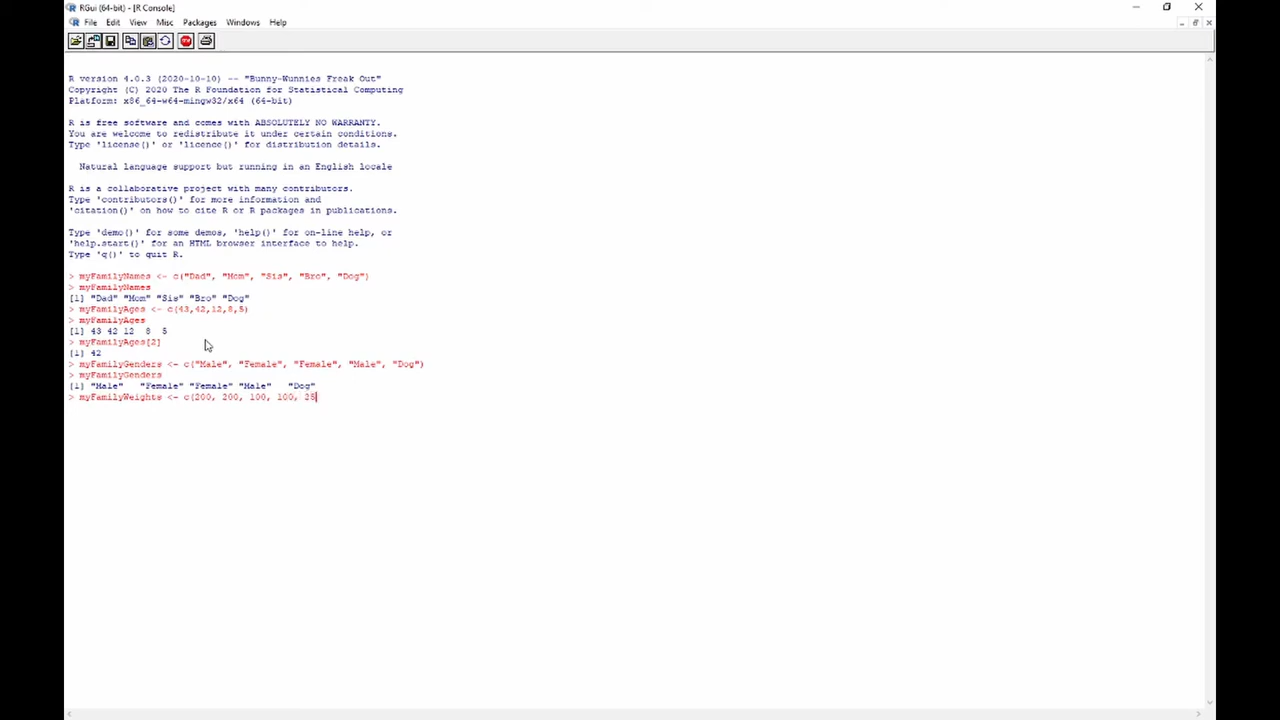 RGui (64-bit) - [R Console]
File Edit View Misc Packages Windows Help
R version 4.0.3 (2020-10-10) -- "Bunny-Wunnies Freak Out"
Copyright (C) 2020 The R Foundation for Statistical Computing
Platform: x86_64-w64-mingw32/x64 (64-bit)
R is free software and comes with ABSOLUTELY NO WARRANTY.
You are welcome to redistribute it under certain conditions.
Type 'license()' or 'licence()' for distribution details.
Natural language support but running in an English locale
R is a collaborative project with many contributors.
Type 'contributors()' for more information and
'citation()' on how to cite R or R packages in publications.
Type 'demo()' for some demos, 'help()' for on-line help, or
'help.start()' for an HTML browser interface to help.
Type 'q()' to quit R.
> myFamilyNames <- c("Dad", "Mom", "Sis", "Bro", "Dog")
> myFamilyNames
[1] "Dad" "Mom" "Sis" "Bro" "Dog"
> myFamilyAges <- c(43,42,12,8,5)
> myFamilyAges
[1] 43 42 12 8 5
> myFamilyAges[2]
[1] 42
> myFamilyGenders <- c("Male", "Female", "Female", "Male", "Dog")
> myFamilyGenders
[1] "Male" "Female" "Female" "Male" "Dog"
> myFamilyWeights <- c(200, 200, 100, 100, 25